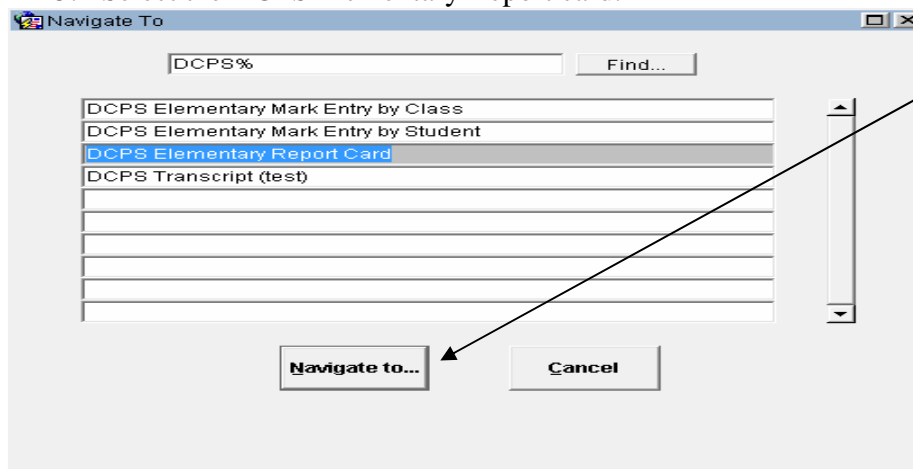 Navigate To
DCPS%
Find...
DCPS Elementary Mark Entry by Class
DCPS Elementary Mark Entry by Student
DCPS Elementary Report Card
DCPS Transcript (test)
Navigate to...
Cancel